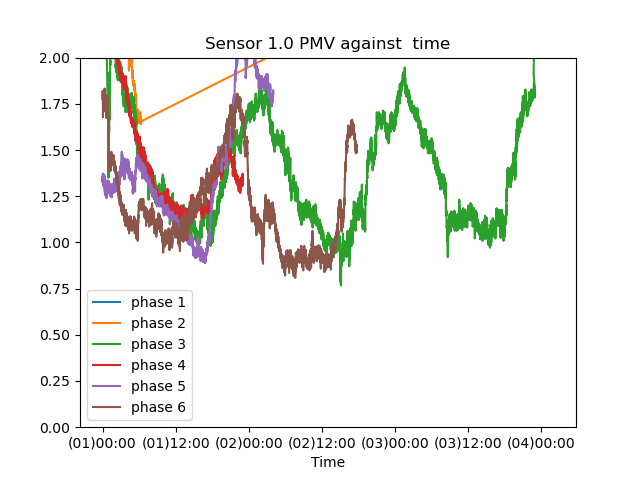 Sensor 1.0 PMV against  time
2.00
1.75
1.50
1.25
1.00
0.75
0.50
0.25
0.00
phase 1
phase 2
phase 3
phase 4
phase 5
phase 6
(01)00:00 (01)12:00 (02)00:00 (02)12:00 (03)00:00 (03)12:00 (04)00:00
Time